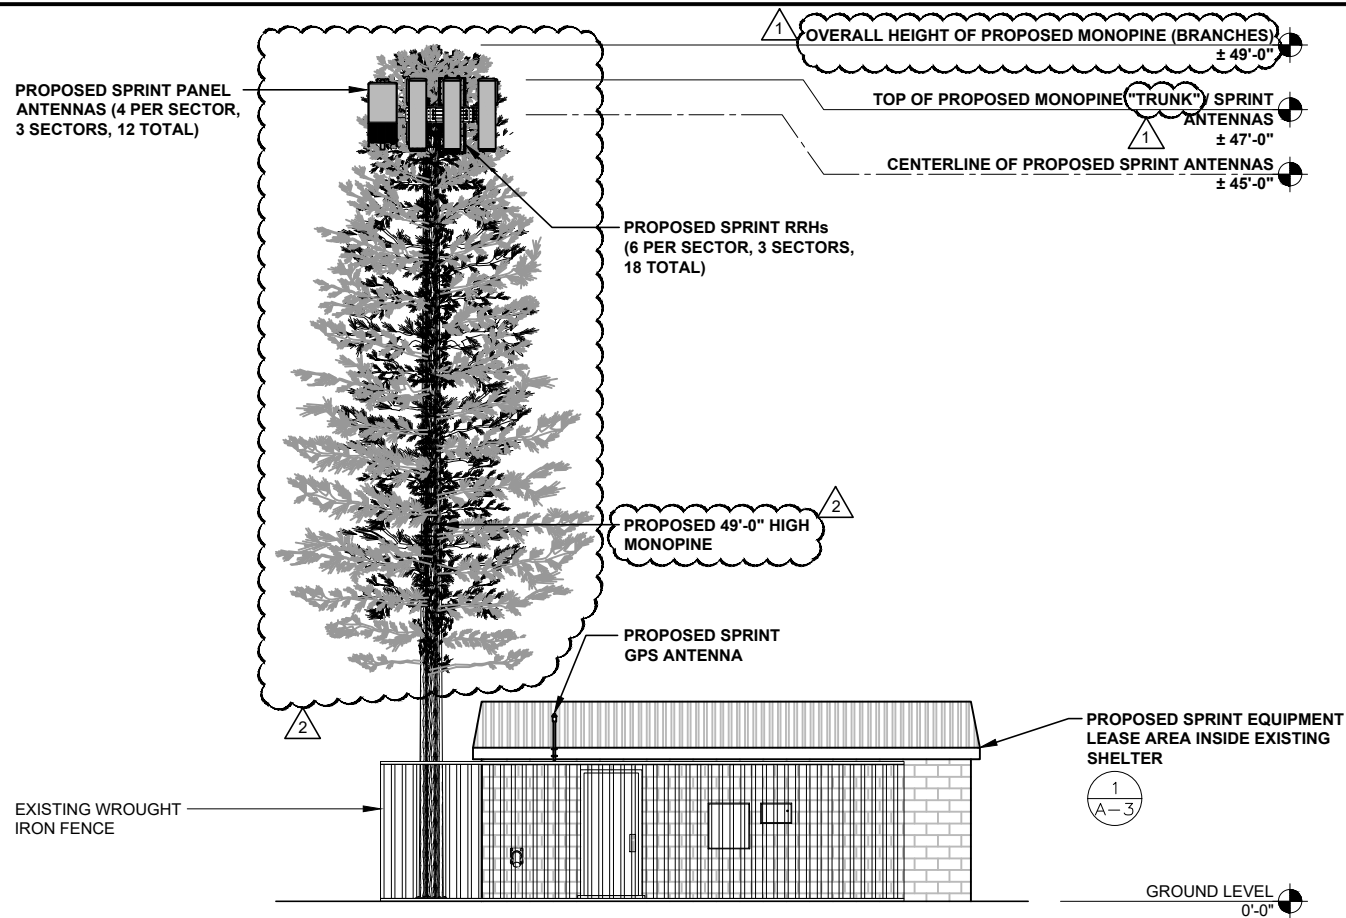 1
OVERALL HEIGHT OF PROPOSED MONOPINE (BRANCHES)
± 49'-0"
PROPOSED SPRINT PANEL
ANTENNAS (4 PER SECTOR,
3 SECTORS, 12 TOTAL)
TOP OF PROPOSED MONOPINE "TRUNK" / SPRINT
ANTENNAS
± 47'-0"
1
CENTERLINE OF PROPOSED SPRINT ANTENNAS
± 45'-0"
PROPOSED SPRINT RRHs
(6 PER SECTOR, 3 SECTORS,
18 TOTAL)
2
PROPOSED 49'-0" HIGH
MONOPINE
PROPOSED SPRINT
GPS ANTENNA
2
PROPOSED SPRINT EQUIPMENT
LEASE AREA INSIDE EXISTING
SHELTER
1
A-3
EXISTING WROUGHT
IRON FENCE
GROUND LEVEL
0'-0"